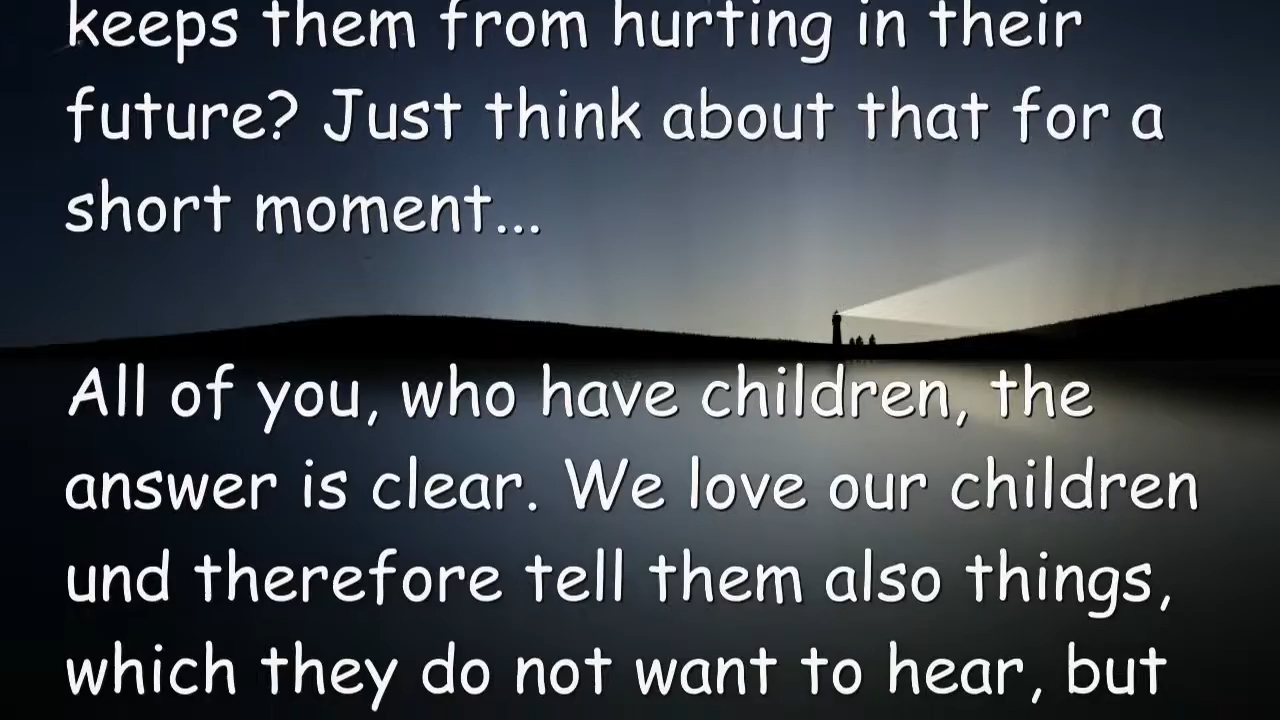 keeps them from hurting in their
future? Just think about that for a
short moment...
All of you, who have children, the
answer is clear. We love our children
und therefore tell them also things,
which they do not want to hear, but